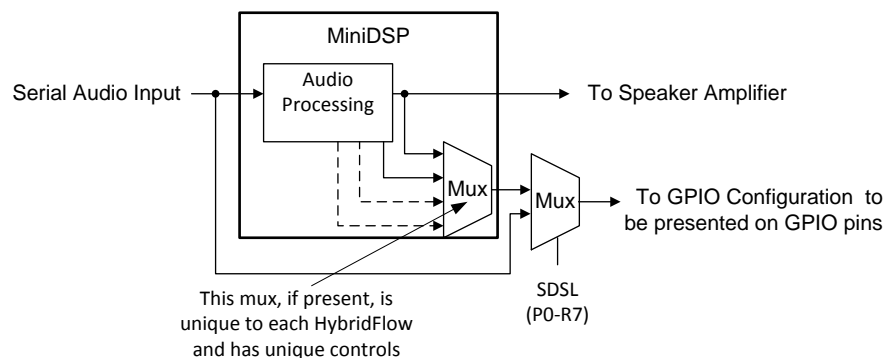 MiniDSP
Serial Audio Input
Audio
Processing
To Speaker Amplifier
Mux
Mux
To GPIO Configuration to
be presented on GPIO pins
This mux, if present, is
unique to each HybridFlow
and has unique controls
SDSL
(P0-R7)